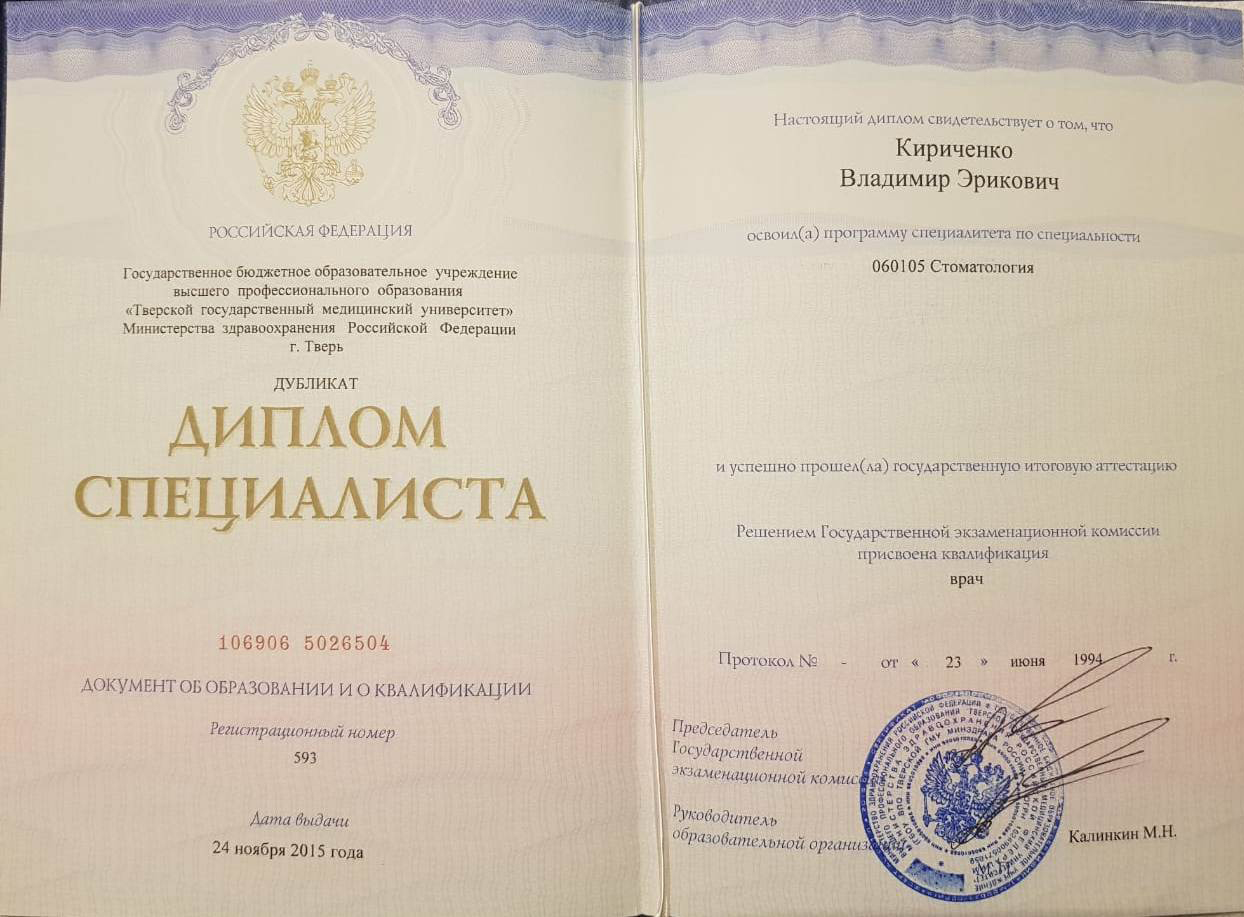 РОССИЙСКАЯ ФЕДЕРАЦИЯ
Государственное бюджетное образовательное учреждение
высшего профессионального образования
«Тверской государственный медицинский университет»
Министерства здравоохранения Российской Федерации
г. Тверь
ДУБЛИКАТ
ДИПЛОМ
СПЕЦИАЛИСТА
106906 5026504
ДОКУМЕНТ ОБ ОБРАЗОВАНИИ И О КВАЛИФИКАЦИИ
Регистрационный номер
593
Дата выдачи
24 ноября 2015 года
Настоящий диплом свидетельствует о том, что
Кириченко
Владимир Эрикович
освоил(а) программу специалитета по специальности
060105 Стоматология
и успешно прошел(ла) государственную итоговую аттестацию
Решением Государственной экзаменационной комиссии
присвоена квалификация
врач
Протокол № - от « 23 » июня 1994 г.
Председатель
Государственной
экзаменационной комиссии
Руководитель
образовательной организации
Калинкин М.Н.